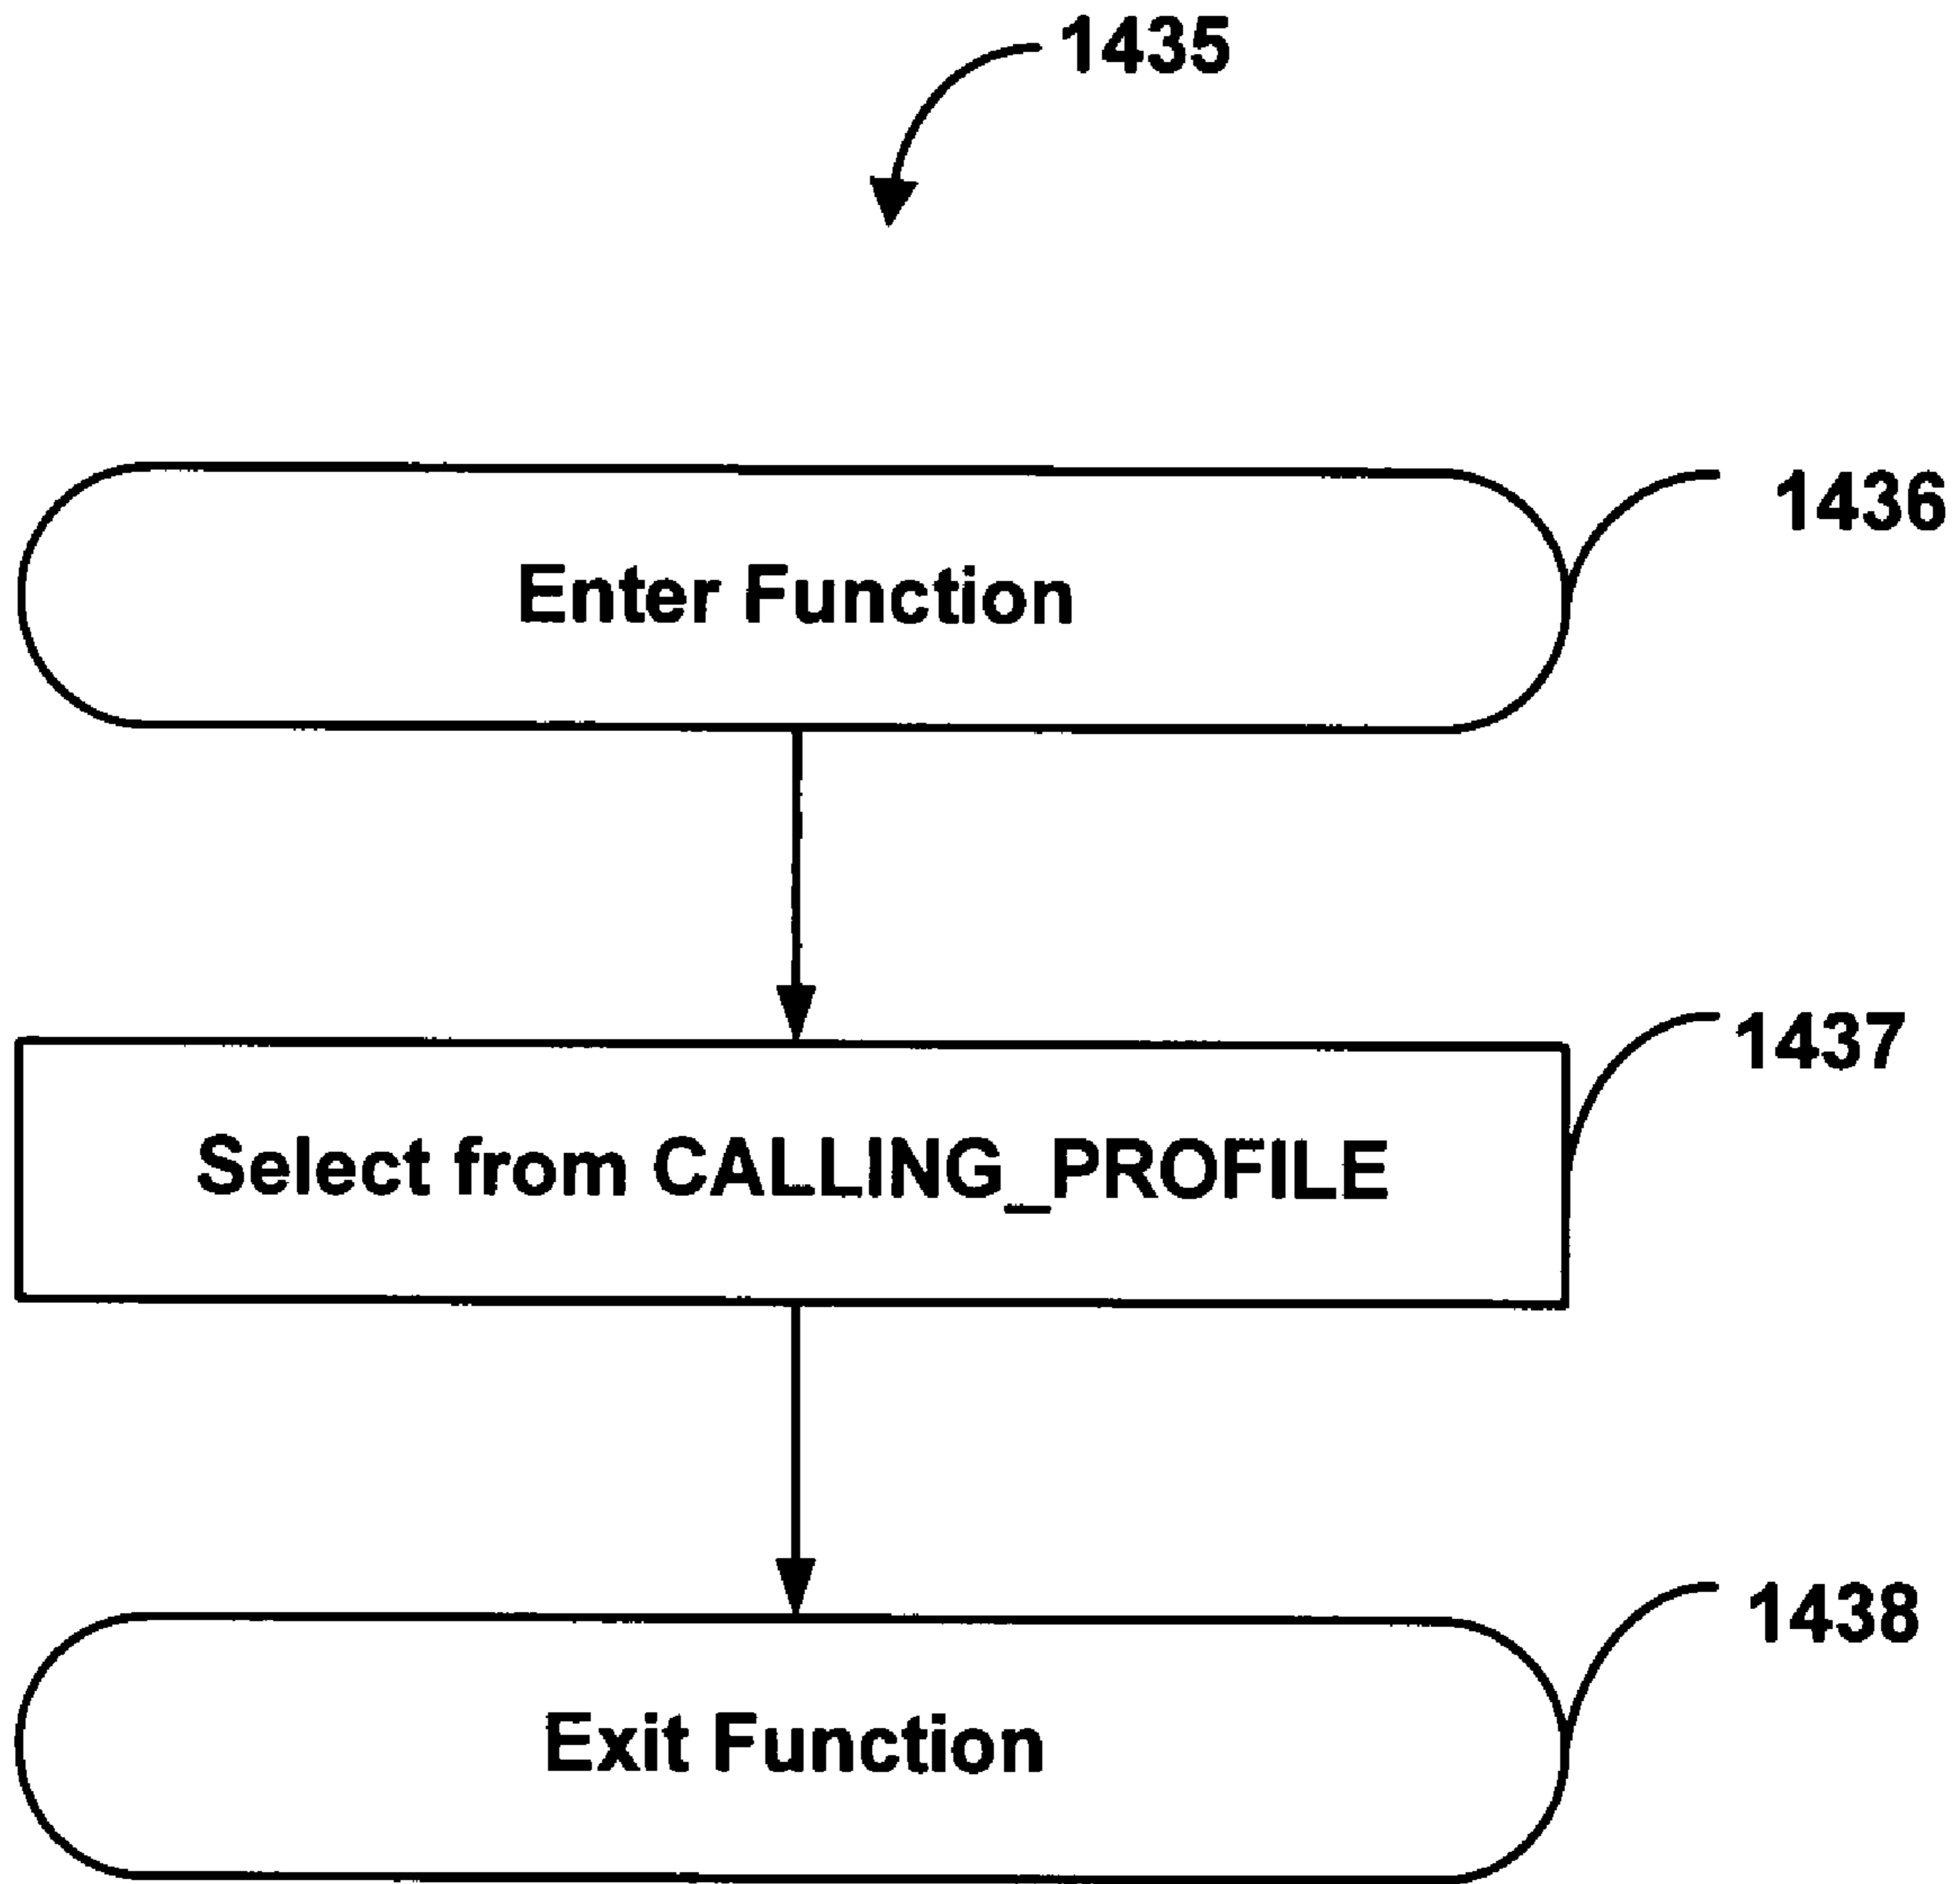 1435
1436
Enter Function
1437
Select from CALLING_PROFILE
1438
Exit Function